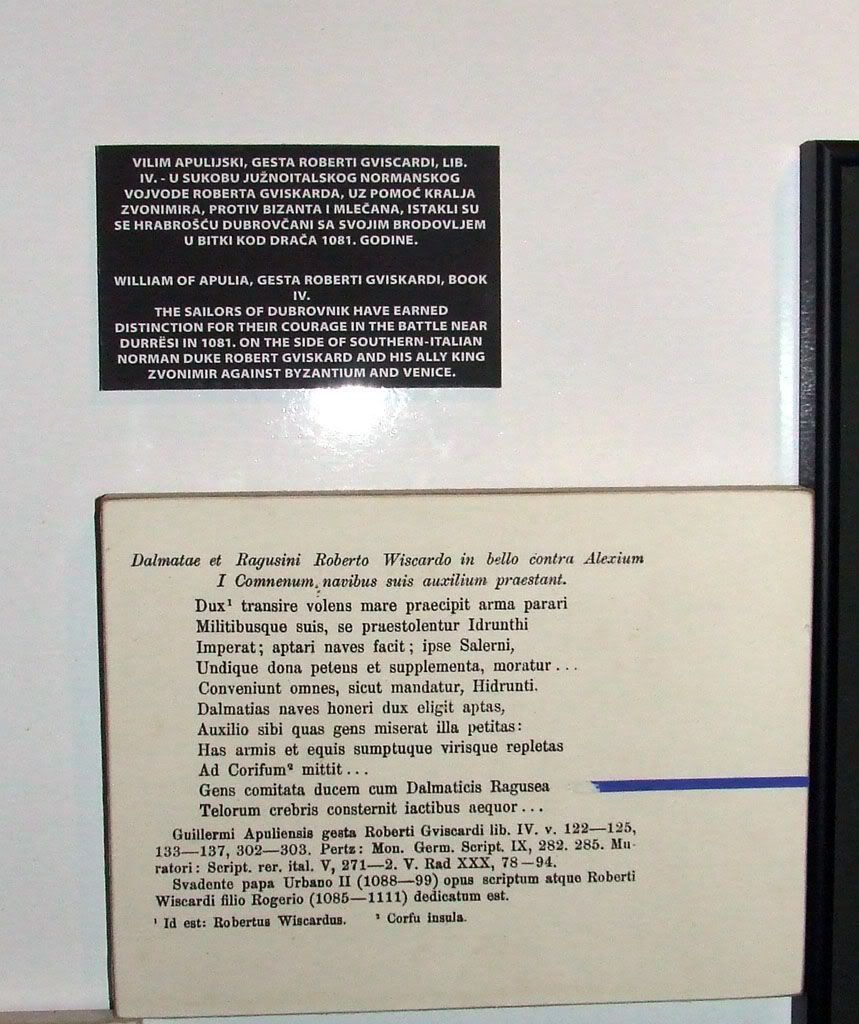 VILIM APULIJSKI, GESTA ROBERTI GVISCARDI, LIB.
IV. - U SUKOBU JUŽNOITALSKOG NORMANSKOG
VOJVODE ROBERTA GVISKARDA, UZ POMOĆ KRALJA
ZVONIMIRA, PROTIV BIZANTA I MLEČANA, ISTAKLI SU
SE HRABROŠĆU DUBROVČANI SA SVOJIM BRODOVLJEM
U BITKI KOD DRAČA 1081. GODINE.
WILLIAM OF APULIA, GESTA ROBERTI GVISKARDI, BOOK
IV.
THE SAILORS OF DUBROVNIK HAVE EARNED
DISTINCTION FOR THEIR COURAGE IN THE BATTLE NEAR
DURRËSI IN 1081. ON THE SIDE OF SOUTHERN-ITALIAN
NORMAN DUKE ROBERT GVISKARD AND HIS ALLY KING
ZVONIMIR AGAINST BYZANTIUM AND VENICE.
Dalmatae et Ragusini Roberto Wiscardo in bello contra Alexium
I Comnenum, navibus suis auxilium praestant.
Dux¹ transire volens mare praecipit arma parari
Militibusque suis, se praestolentur Idrunthi
Imperat; aptari naves facit; ipse Salerni,
Undique dona petens et supplementa, moratur...
Conveniunt omnes, sicut mandatur, Hidrunti.
Dalmatias naves honeri dux eligit aptas,
Auxilio sibi quas gens miserat illa petitas:
Has armis et equis sumptuque virisque repletas
Ad Corifum² mittit...
Gens comitata ducem cum Dalmaticis Ragusea
Telorum crebris consternit iactibus aequor...
Guillermi Apuliensis gesta Roberti Gviscardi lib. IV. v. 122—125,
133—137, 302—303. Pertz: Mon. Germ. Script. IX, 282. 285. Mu-
ratori: Script. rer. ital. V, 271—2. V. Rad XXX, 78—94.
Svadente papa Urbano II (1088—99) opus scriptum atque Roberti
Wiscardi filio Rogerio (1085—1111) dedicatum est.
¹ Id est: Robertus Wiscardus. ² Corfu insula.